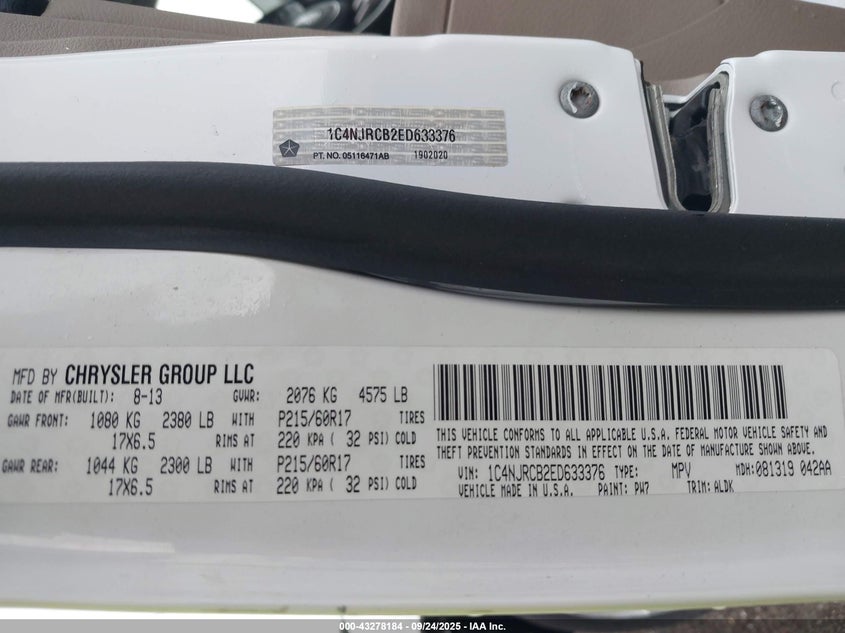 1C4NJRCB2ED633376
PT. NO. 05116471AB 1902020
MFD BY CHRYSLER GROUP LLC
DATE OF MFR(BUILT): 8-13 GVWR: 2076 KG 4575 LB
GAWR FRONT: 1080 KG 2380 LB WITH P215/60R17 TIRES
17X6.5 RIMS AT 220 KPA ( 32 PSI) COLD
GAWR REAR: 1044 KG 2300 LB WITH P215/60R17 TIRES
17X6.5 RIMS AT 220 KPA ( 32 PSI) COLD
THIS VEHICLE CONFORMS TO ALL APPLICABLE U.S.A. FEDERAL MOTOR VEHICLE SAFETY AND
THEFT PREVENTION STANDARDS IN EFFECT ON THE DATE OF MANUFACTURE SHOWN ABOVE.
VIN: 1C4NJRCB2ED633376 TYPE: MPV MDH:081319 042AA
VEHICLE MADE IN U.S.A. PAINT: PW7 TRIM: ALDK
000-43278184 - 09/24/2025 - IAA Inc.